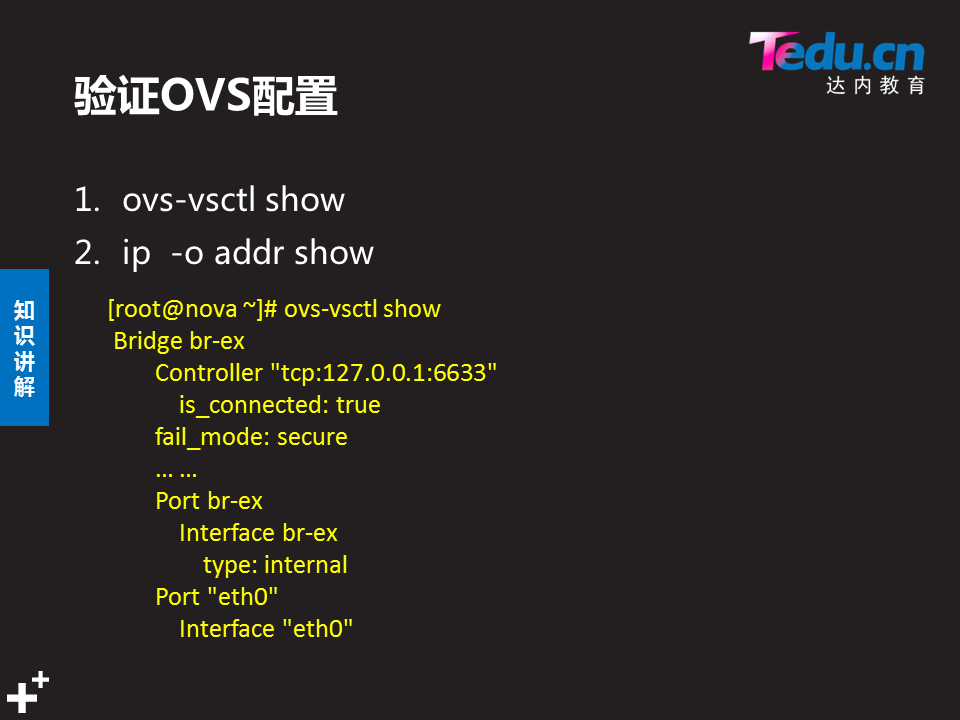 Tedu.cn
达内教育
验证OVS配置
1. ovs-vsctl show
2. ip  -o addr show
知识讲解
[root@nova ~]# ovs-vsctl show
Bridge br-ex
Controller "tcp:127.0.0.1:6633"
is_connected: true
fail_mode: secure
... ...
Port br-ex
Interface br-ex
type: internal
Port "eth0"
Interface "eth0"